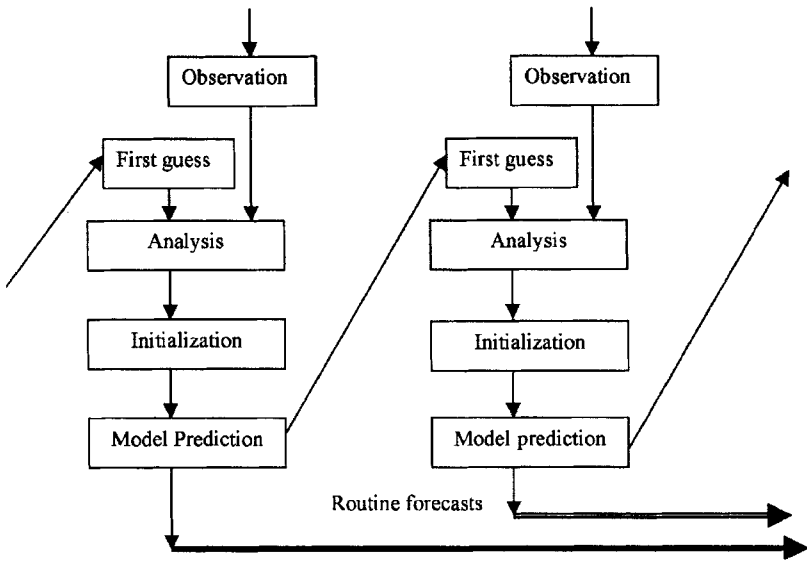 Observation
First guess
Analysis
Initialization
Model Prediction
Observation
First guess
Analysis
Initialization
Model prediction
Routine forecasts